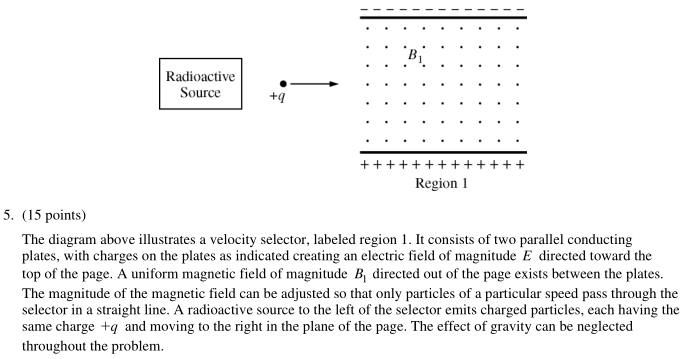 – – – – – – – – – – – – – –
B₁
Radioactive
Source
+q
+ + + + + + + + + + + + + +
Region 1
5. (15 points)
The diagram above illustrates a velocity selector, labeled region 1. It consists of two parallel conducting
plates, with charges on the plates as indicated creating an electric field of magnitude E directed toward the
top of the page. A uniform magnetic field of magnitude B₁ directed out of the page exists between the plates.
The magnitude of the magnetic field can be adjusted so that only particles of a particular speed pass through the
selector in a straight line. A radioactive source to the left of the selector emits charged particles, each having the
same charge +q and moving to the right in the plane of the page. The effect of gravity can be neglected
throughout the problem.